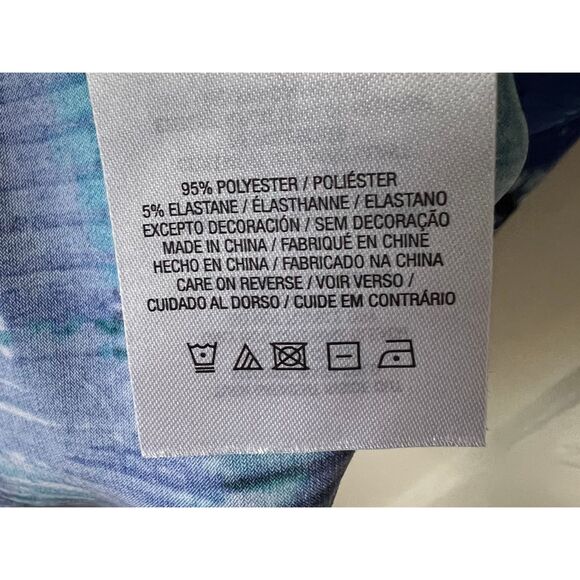 95% POLYESTER / POLIÉSTER
5% ELASTANE / ÉLASTHANNE / ELASTANO
EXCEPTO DECORACIÓN / SEM DECORAÇÃO
MADE IN CHINA / FABRIQUÉ EN CHINE
HECHO EN CHINA / FABRICADO NA CHINA
CARE ON REVERSE / VOIR VERSO /
CUIDADO AL DORSO / CUIDE EM CONTRÁRIO